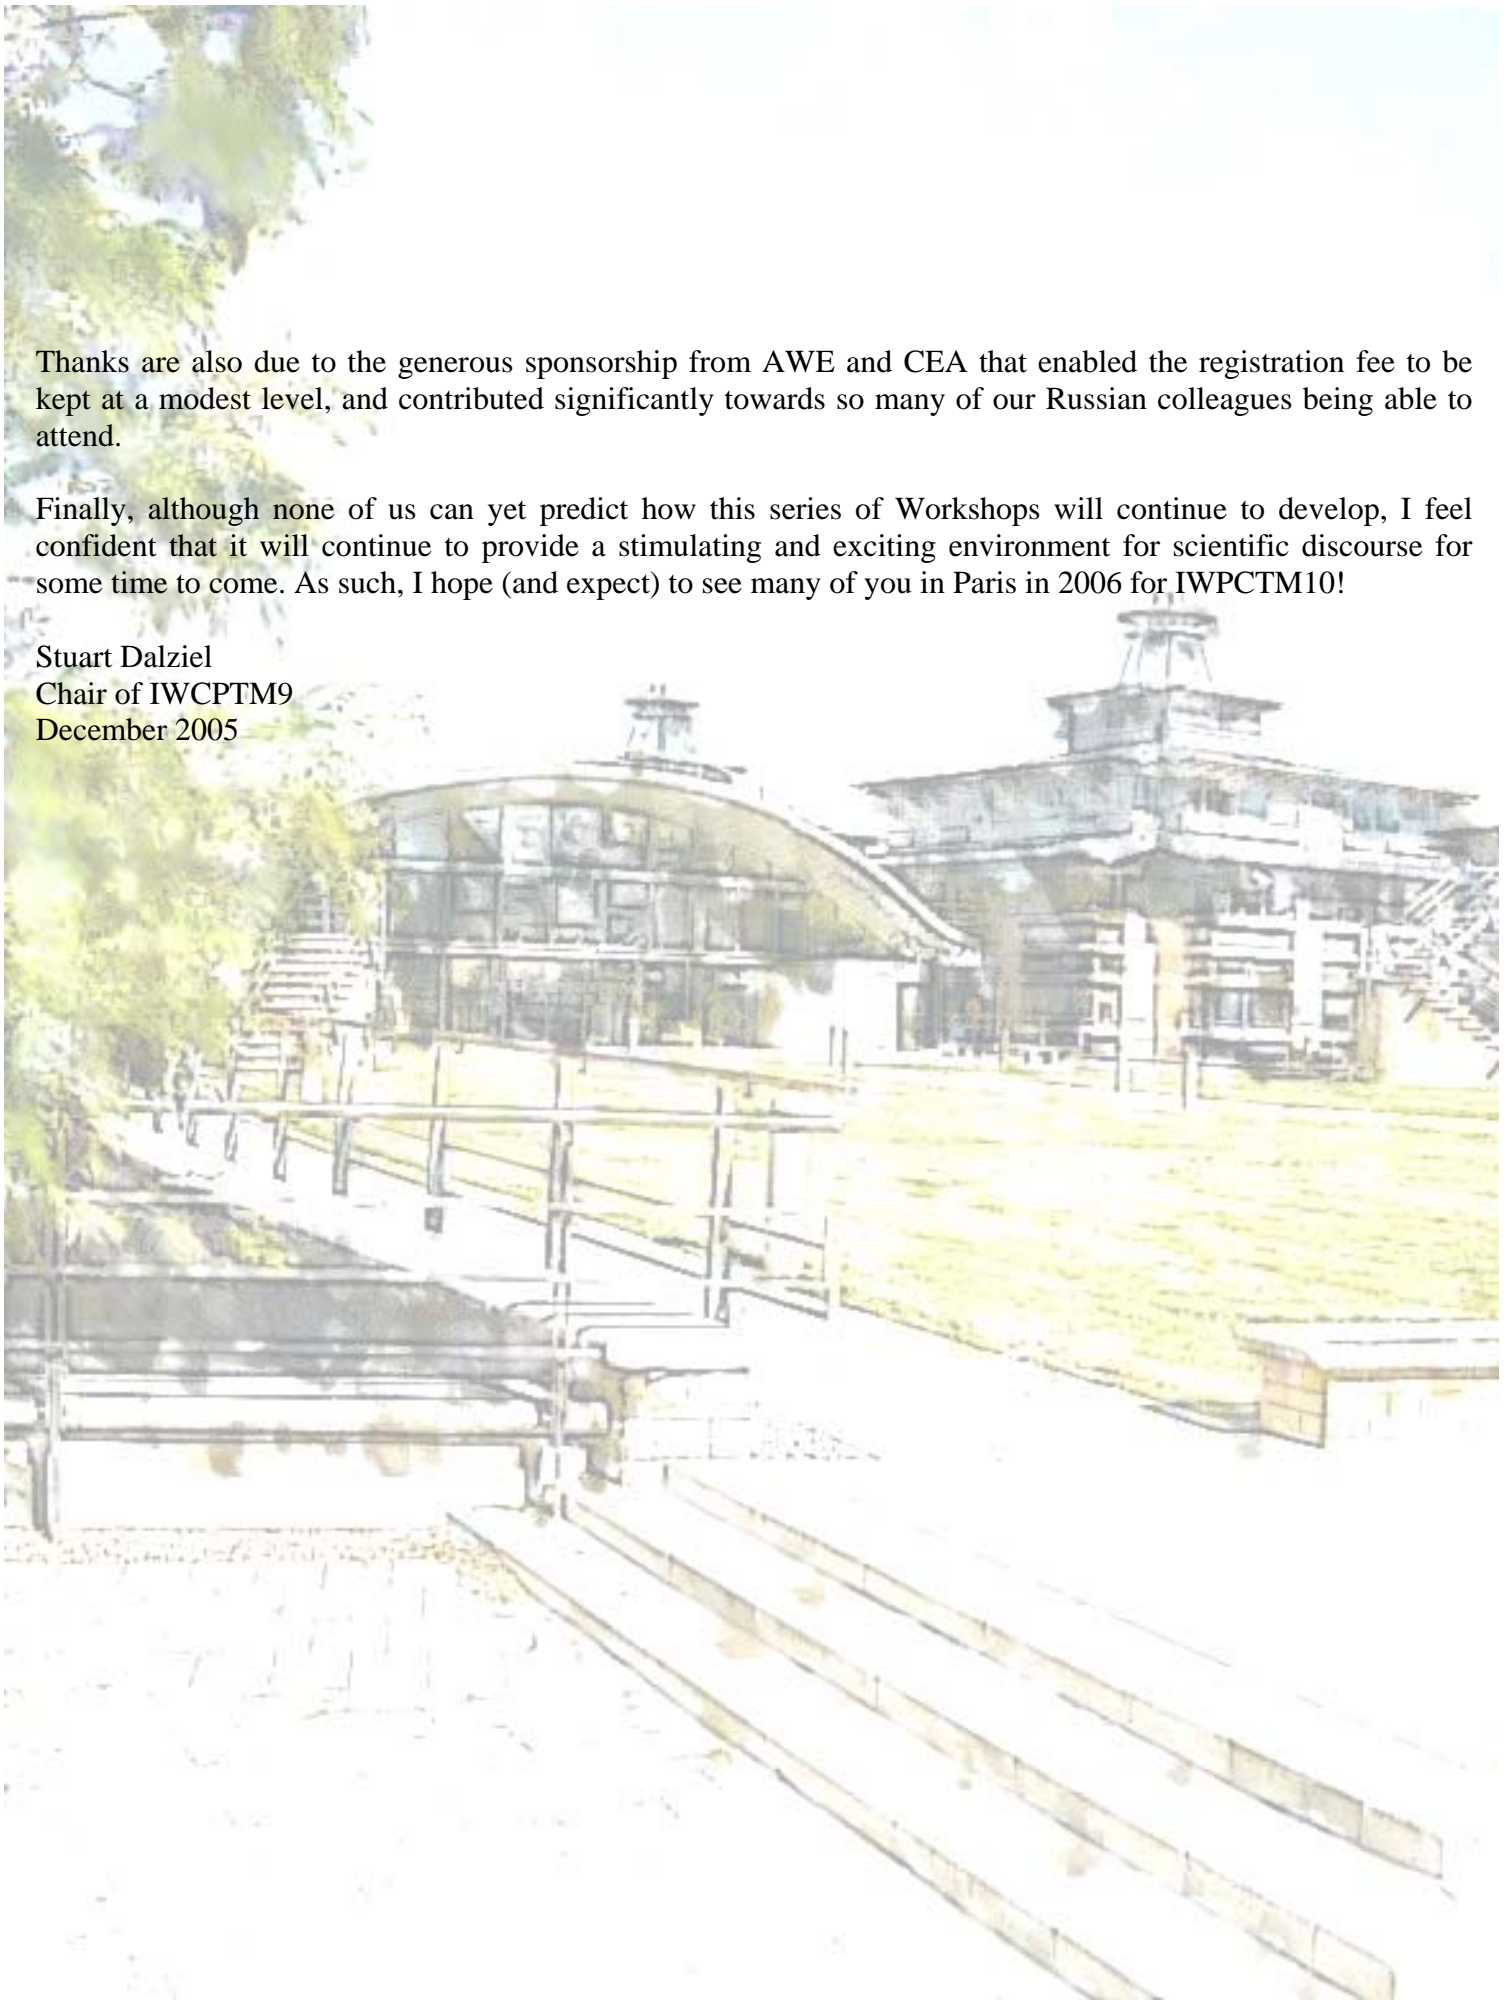 Thanks are also due to the generous sponsorship from AWE and CEA that enabled the registration fee to be
kept at a modest level, and contributed significantly towards so many of our Russian colleagues being able to
attend.
Finally, although none of us can yet predict how this series of Workshops will continue to develop, I feel
confident that it will continue to provide a stimulating and exciting environment for scientific discourse for
some time to come. As such, I hope (and expect) to see many of you in Paris in 2006 for IWPCTM10!
Stuart Dalziel
Chair of IWCPTM9
December 2005